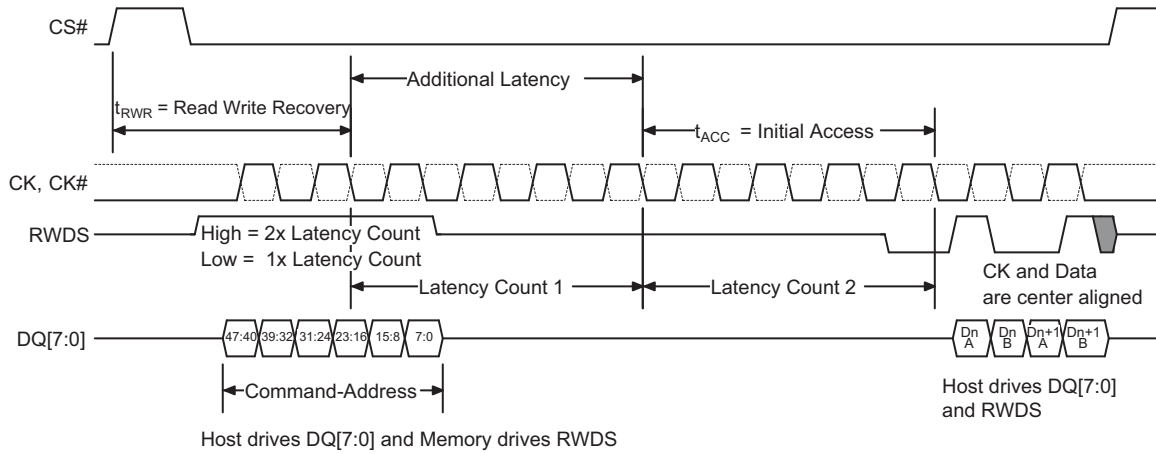 CS#
Additional Latency
tRWR = Read Write Recovery
tACC = Initial Access
CK, CK#
RWDS
High = 2x Latency Count
Low = 1x Latency Count
CK and Data
are center aligned
Latency Count 1
Latency Count 2
DQ[7:0]
47:40 39:32 31:24 23:16 15:8 7:0
Dn A
Dn B
Dn+1 A
Dn+1 B
Command-Address
Host drives DQ[7:0]
and RWDS
Host drives DQ[7:0] and Memory drives RWDS